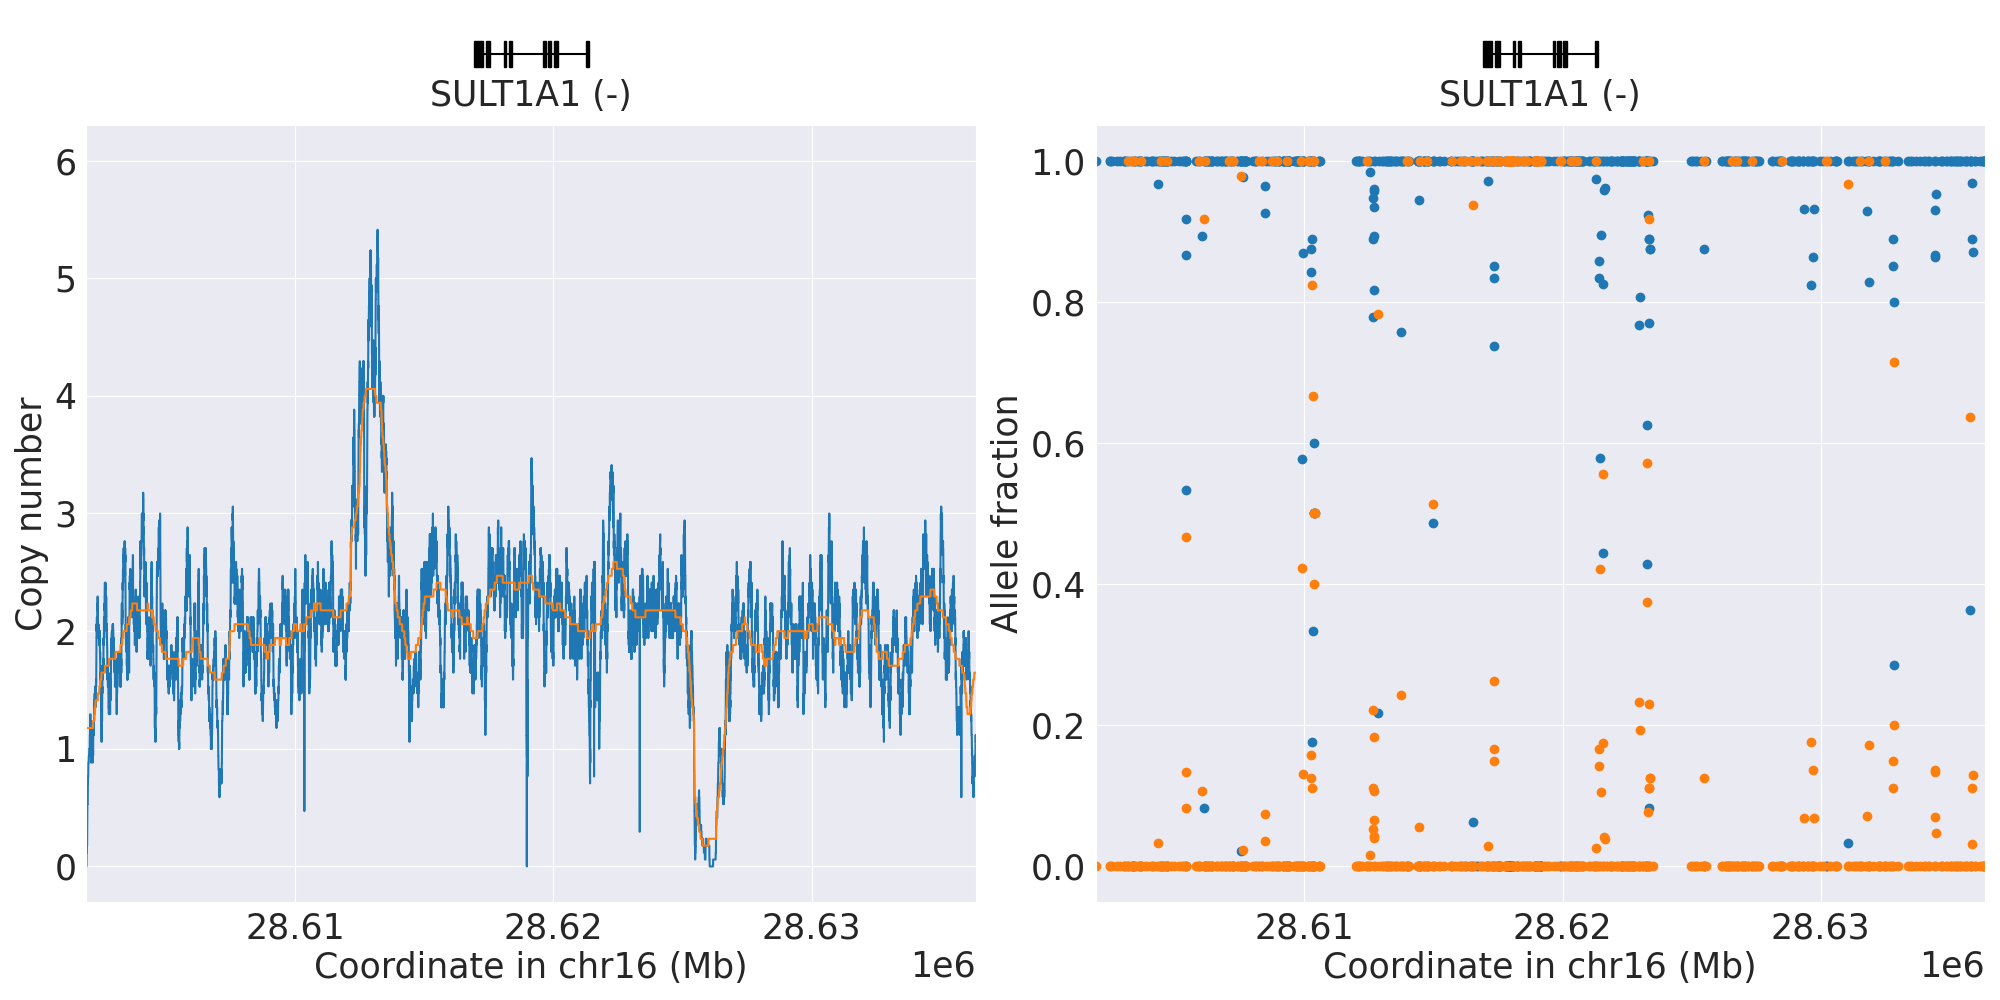 SULT1A1 (-)
Copy number
6
5
4
3
2
1
0
28.61
28.62
28.63
Coordinate in chr16 (Mb)
1e6
SULT1A1 (-)
Allele fraction
1.0
0.8
0.6
0.4
0.2
0.0
28.61
28.62
28.63
Coordinate in chr16 (Mb)
1e6